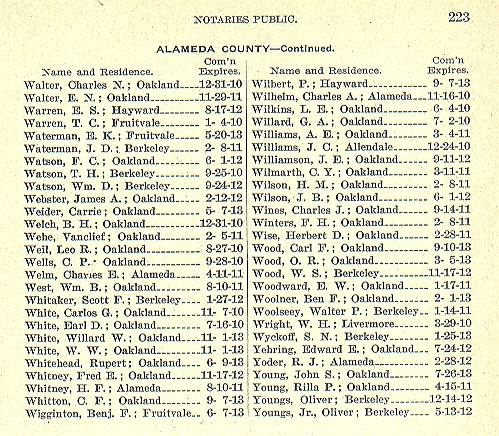 NOTARIES PUBLIC. 223
ALAMEDA COUNTY—Continued.
Name and Residence. Com'n Expires.
Walter, Charles N.; Oakland 12-31-10
Walter, E. N.; Oakland 11-29-11
Warren, E. S.; Hayward 8-17-12
Warren, T. C.; Fruitvale 1- 4-10
Waterman, E. K.; Fruitvale 5-20-13
Waterman, J. D.; Berkeley 2- 8-11
Watson, F. C.; Oakland 6- 1-12
Watson, T. H.; Berkeley 9-25-10
Watson, Wm. D.; Berkeley 9-24-12
Webster, James A.; Oakland 2-12-12
Weider, Carrie; Oakland 5- 7-13
Welch, B. H.; Oakland 12-31-10
Wehe, Vanclief; Oakland 2- 5-11
Weil, Leo R.; Oakland 8-27-10
Wells, C. P.; Oakland 9-28-10
Welm, Charles E.; Alameda 4-11-11
West, Wm. B.; Oakland 8-10-11
Whitaker, Scott F.; Berkeley 1-27-12
White, Carlos G.; Oakland 11- 7-10
White, Earl D.; Oakland 7-16-10
White, Willard W.; Oakland 11- 1-13
White, W. W.; Oakland 11- 1-13
Whitehead, Rupert; Oakland 6- 9-13
Whitney, Fred E.; Oakland 11-17-12
Whitney, H. F.; Alameda 8-10-11
Whitton, C. F.; Oakland 9- 7-13
Wigginton, Benj. F.; Fruitvale 6- 7-13
Name and Residence. Com'n Expires.
Wilbert, P.; Hayward 9- 7-13
Wilhelm, Charles A.; Alameda 11-16-10
Wilkins, L. E.; Oakland 6- 4-10
Willard, G. A.; Oakland 7- 2-10
Williams, A. E.; Oakland 3- 4-11
Williams, J. C.; Allendale 12-24-10
Williamson, J. E.; Oakland 9-11-12
Wilmarth, C. Y.; Oakland 3-11-11
Wilson, H. M.; Oakland 2- 8-11
Wilson, J. B.; Oakland 6- 1-12
Wines, Charles J.; Oakland 9-14-11
Winters, F. H.; Oakland 2- 8-11
Wise, Herbert D.; Oakland 2-28-11
Wood, Carl F.; Oakland 9-10-13
Wood, O. R.; Oakland 3- 5-13
Wood, W. S.; Berkeley 11-17-12
Woodward, E. W.; Oakland 1-17-11
Woolner, Ben F.; Oakland 2- 1-13
Woolseey, Walter P.; Berkeley 1-14-11
Wright, W. H.; Livermore 3-29-10
Wyckoff, S. N.; Berkeley 1-25-13
Yehring, Edward E.; Oakland 7-24-12
Yoder, R. J.; Alameda 2-28-12
Young, John S.; Oakland 7-26-13
Young, Rilla P.; Oakland 4-15-11
Youngs, Oliver; Berkeley 12-14-12
Youngs, Jr., Oliver; Berkeley 5-13-12